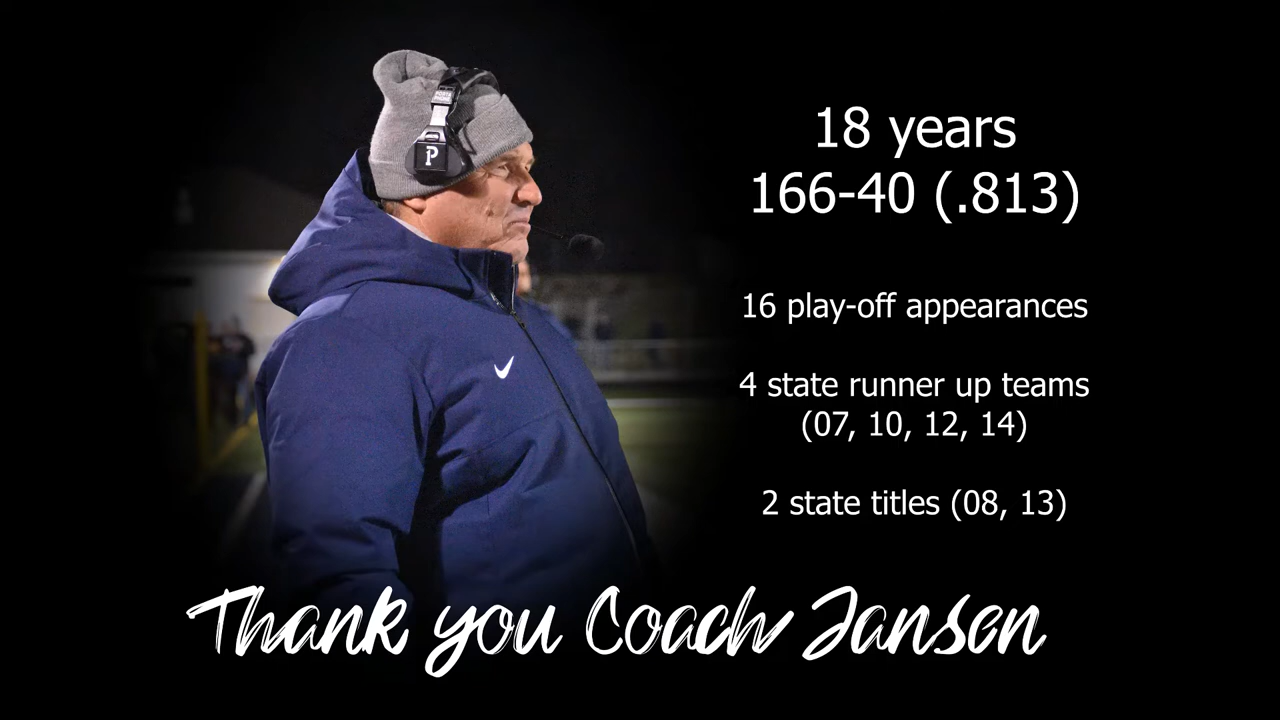 P
18 years
166-40 (.813)
16 play-off appearances
4 state runner up teams
(07, 10, 12, 14)
2 state titles (08, 13)
Thank you Coach Jansen